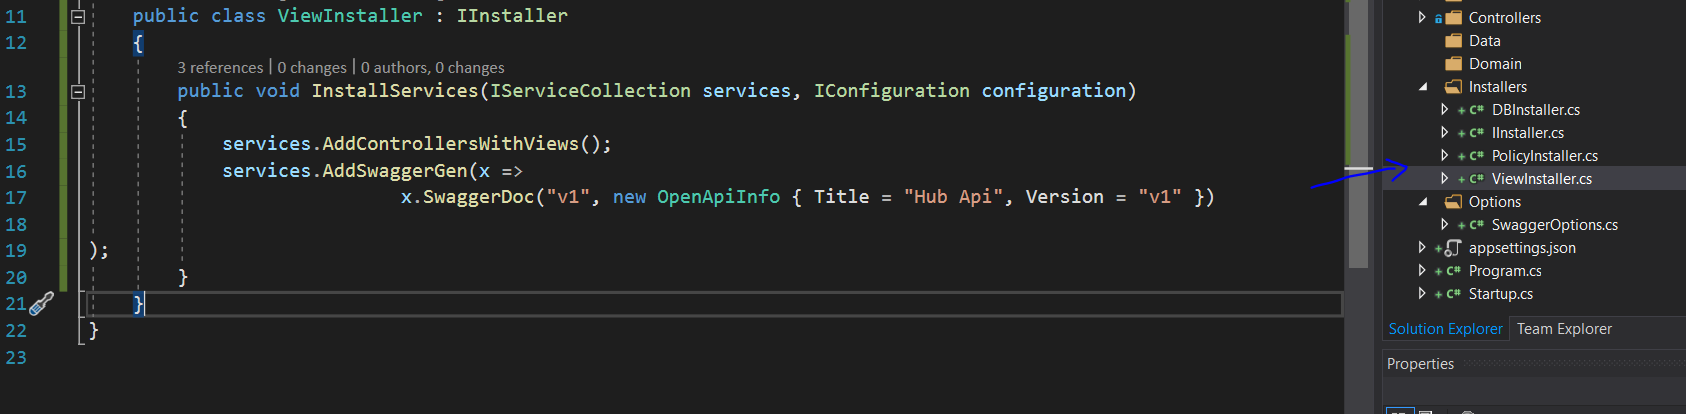 11 public class ViewInstaller : IInstaller
12 {
3 references | 0 changes | 0 authors, 0 changes
13 public void InstallServices(IServiceCollection services, IConfiguration configuration)
14 {
15 services.AddControllersWithViews();
16 services.AddSwaggerGen(x =>
17 x.SwaggerDoc("v1", new OpenApiInfo { Title = "Hub Api", Version = "v1" })
18
19 );
20 }
21 }
22 }
23
Controllers
Data
Domain
Installers
+ C# DBInstaller.cs
+ C# IInstaller.cs
+ C# PolicyInstaller.cs
+ C# ViewInstaller.cs
Options
+ C# SwaggerOptions.cs
+ appsettings.json
+ C# Program.cs
+ C# Startup.cs
Solution Explorer Team Explorer
Properties